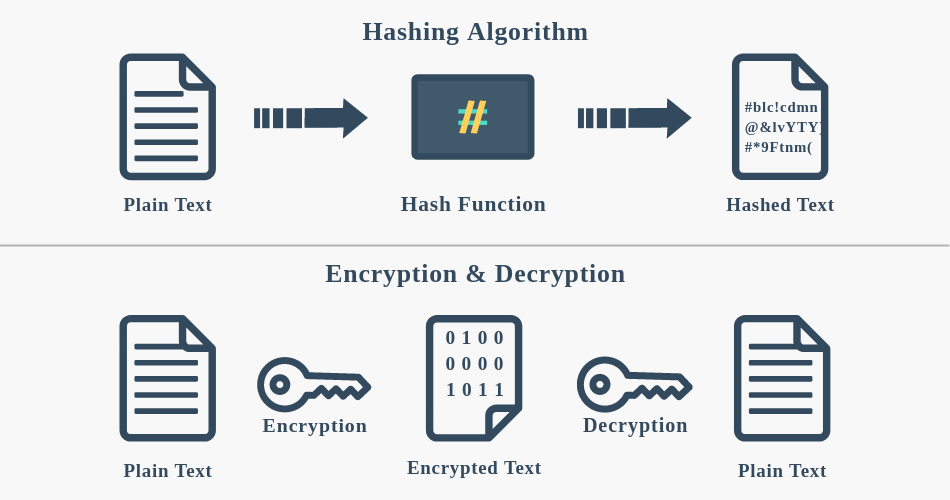 Hashing Algorithm
#
#blc!cdmn
@&lvYTY
#*9Ftnm(
Plain Text
Hash Function
Hashed Text
Encryption & Decryption
0 1 0 0
0 0 0 0
1 0 1 1
Encryption
Decryption
Plain Text
Encrypted Text
Plain Text